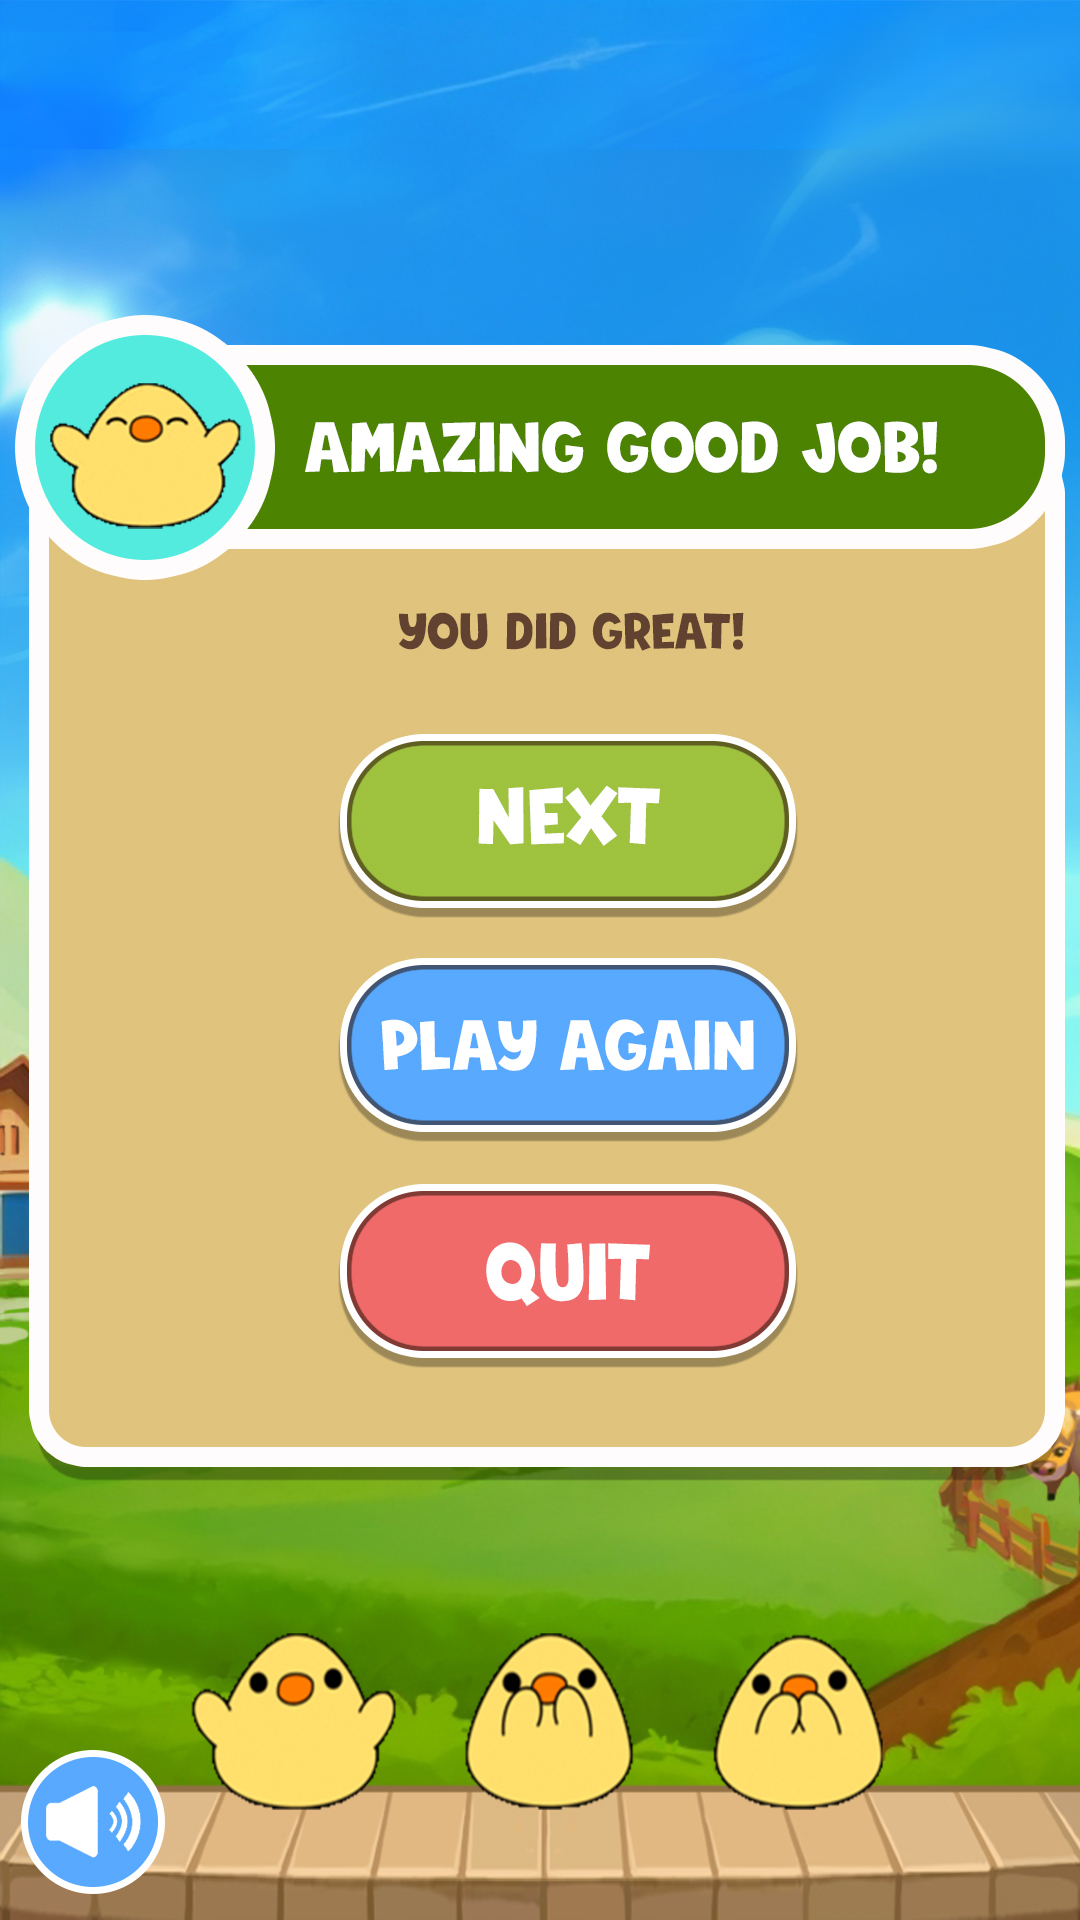 AMAZING GOOD JOB!
YOU DID GREAT!
NEXT
PLAY AGAIN
QUIT